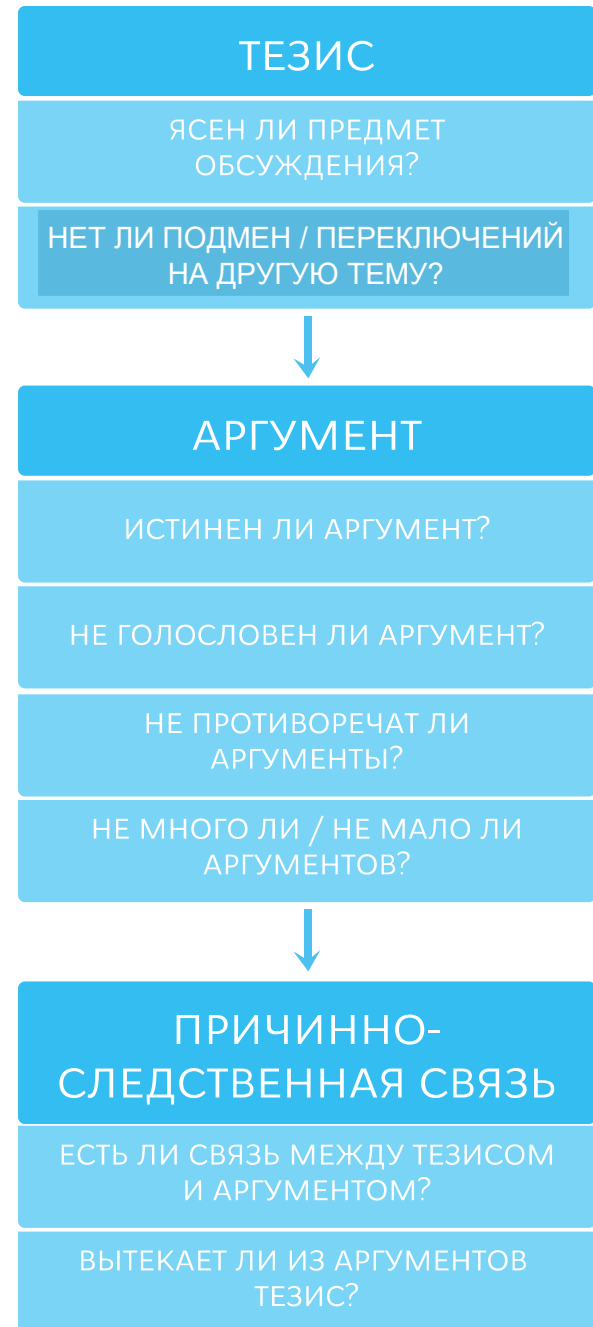 ТЕЗИС
ЯСЕН ЛИ ПРЕДМЕТ
ОБСУЖДЕНИЯ?
НЕТ ЛИ ПОДМЕН / ПЕРЕКЛЮЧЕНИЙ
НА ДРУГУЮ ТЕМУ?
АРГУМЕНТ
ИСТИНЕН ЛИ АРГУМЕНТ?
НЕ ГОЛОСЛОВЕН ЛИ АРГУМЕНТ?
НЕ ПРОТИВОРЕЧАТ ЛИ
АРГУМЕНТЫ?
НЕ МНОГО ЛИ / НЕ МАЛО ЛИ
АРГУМЕНТОВ?
ПРИЧИННО-
СЛЕДСТВЕННАЯ СВЯЗЬ
ЕСТЬ ЛИ СВЯЗЬ МЕЖДУ ТЕЗИСОМ
И АРГУМЕНТОМ?
ВЫТЕКАЕТ ЛИ ИЗ АРГУМЕНТОВ
ТЕЗИС?